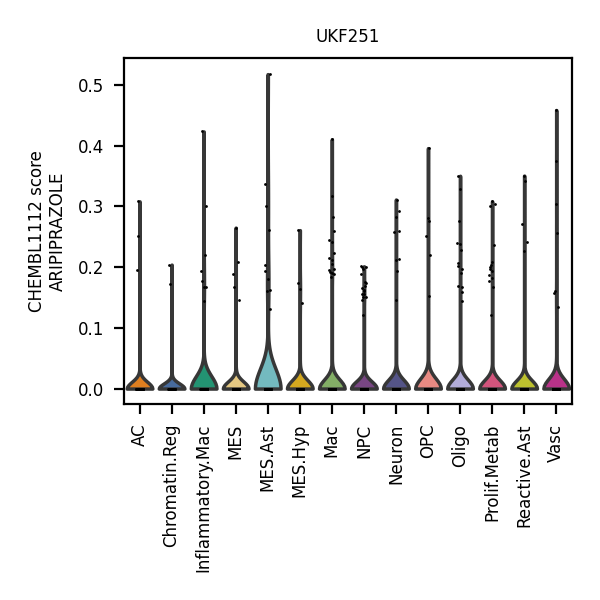 UKF251
CHEMBL1112 score
ARIPIPRAZOLE
0.5
0.4
0.3
0.2
0.1
0.0
AC
Chromatin.Reg
Inflammatory.Mac
MES
MES.Ast
MES.Hyp
Mac
NPC
Neuron
OPC
Oligo
Prolif.Metab
Reactive.Ast
Vasc